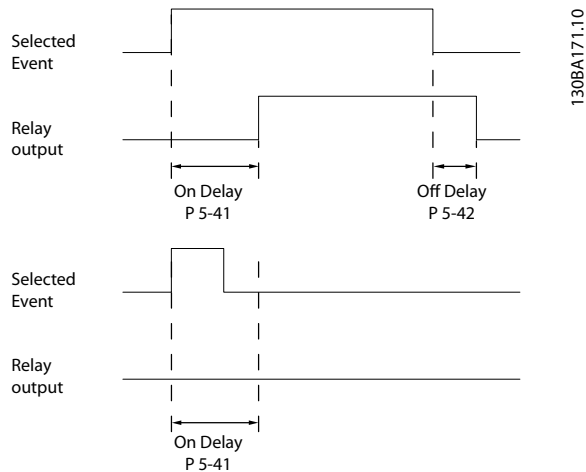 130BA171.10
Selected
Event
Relay
output
On Delay
P 5-41
Off Delay
P 5-42
Selected
Event
Relay
output
On Delay
P 5-41